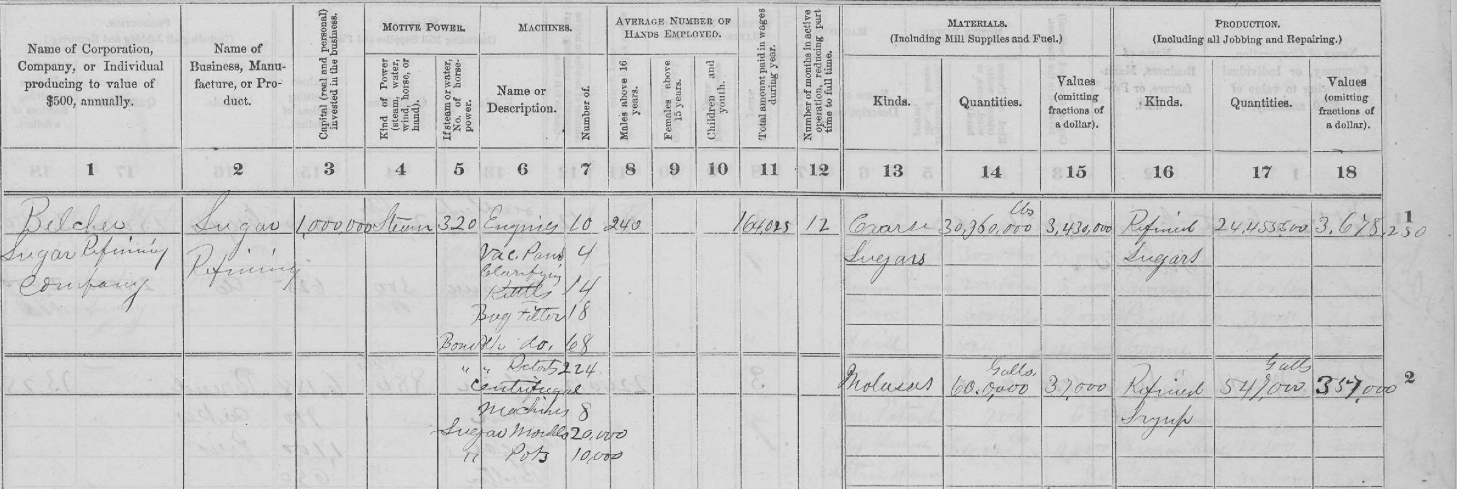 Name of Corporation, Company, or Individual producing to value of $500, annually.
Name of Business, Manufacture, or Product.
Capital (real and personal) invested in the business.
MOTIVE POWER.
Kind of Power (steam, water, wind, horse, or hand).
If steam or water, No. of horse-power.
MACHINES.
Name or Description.
Number of.
AVERAGE NUMBER OF HANDS EMPLOYED.
Males above 16 years.
Females above 15 years.
Children and youth.
Total amount paid in wages during year.
Number of months in active operation, reducing part time to full time.
MATERIALS.
(Including Mill Supplies and Fuel.)
Kinds.
Quantities.
Values (omitting fractions of a dollar).
PRODUCTION.
(Including all Jobbing and Repairing.)
Kinds.
Quantities.
Values (omitting fractions of a dollar).
1 2 3 4 5 6 7 8 9 10 11 12 13 14 15 16 17 18
lbs
Belcher Sugar 1,000,000 Steam 320 Engines 10 240 164,025 12 Coarse 30,360,000 3,430,000 Refined 24,455,500 3,678,250 1
Sugar Refining Refining Vac. Pans 4 Sugars Sugars
Company Clarifying
Kettles 14
Bag Filter 18
Bone do. 68
" " 224
Galls. Galls
Centrifugal Molasses 37,000 Refined 547,000 357,000 2
Machines 8 Syrup
Sugar Moulds 20,000
" Pots 10,000